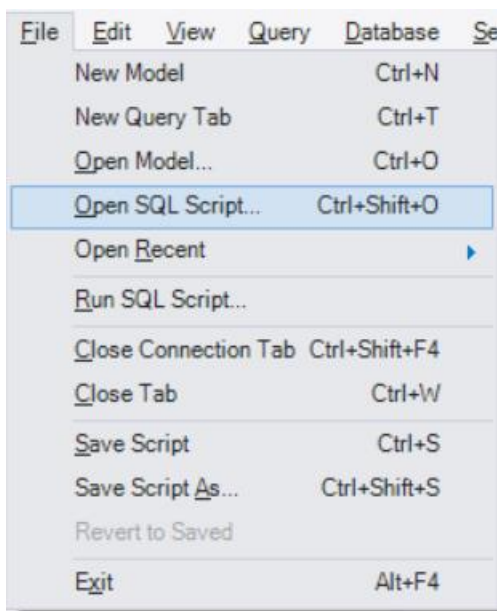 File Edit View Query Database Se
New Model Ctrl+N
New Query Tab Ctrl+T
Open Model... Ctrl+O
Open SQL Script... Ctrl+Shift+O
Open Recent
Run SQL Script...
Close Connection Tab Ctrl+Shift+F4
Close Tab Ctrl+W
Save Script Ctrl+S
Save Script As... Ctrl+Shift+S
Revert to Saved
Exit Alt+F4